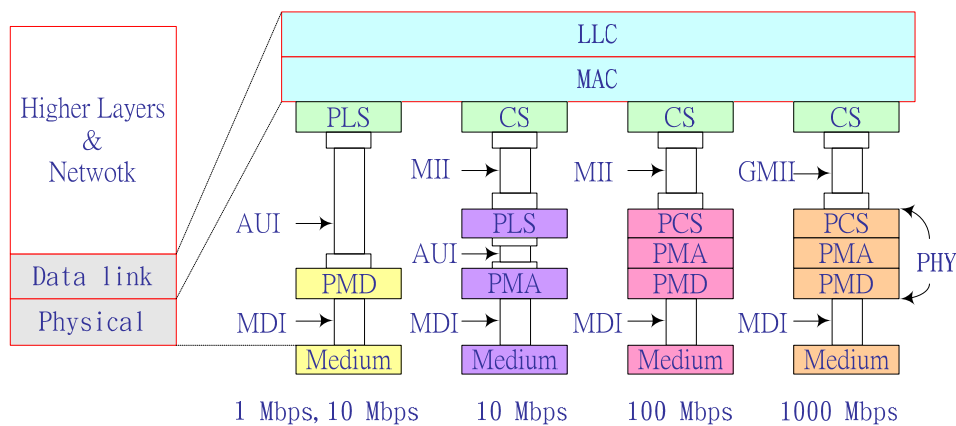 LLC
MAC
Higher Layers
&
Netwotk
Data link
Physical
PLS
CS
CS
CS
MII
MII
GMII
AUI
PLS
PCS
PCS
AUI
PMA
PMA
PHY
PMD
PMA
PMD
PMD
MDI
MDI
MDI
MDI
Medium
Medium
Medium
Medium
1 Mbps, 10 Mbps
10 Mbps
100 Mbps
1000 Mbps